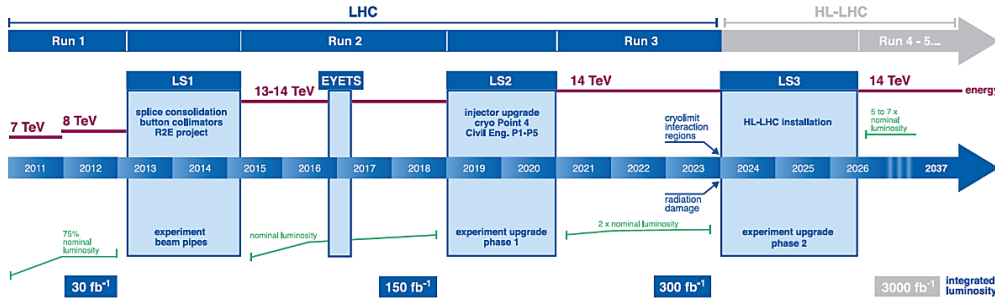 LHC
HL-LHC
Run 1
Run 2
Run 3
Run 4 - 5...
LS1
EYETS
LS2
LS3
7 TeV
8 TeV
13-14 TeV
14 TeV
14 TeV
energy
splice consolidation
button collimators
R2E project
injector upgrade
cryo Point 4
Civil Eng. P1-P5
cryolimit
interaction
regions
HL-LHC installation
5 to 7 x
nominal
luminosity
2011
2012
2013
2014
2015
2016
2017
2018
2019
2020
2021
2022
2023
2024
2025
2026
2037
radiation
damage
75%
nominal
luminosity
experiment
beam pipes
nominal luminosity
experiment upgrade
phase 1
2 x nominal luminosity
experiment upgrade
phase 2
30 fb⁻¹
150 fb⁻¹
300 fb⁻¹
3000 fb⁻¹
integrated
luminosity